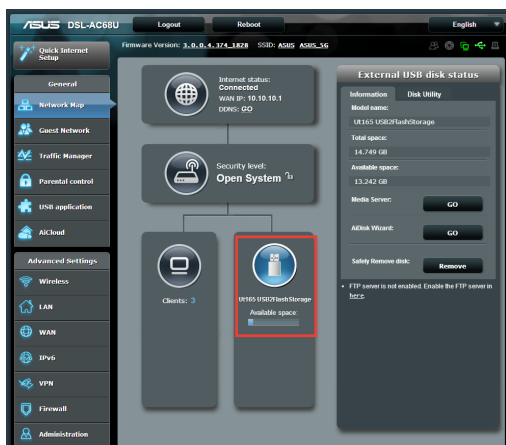 ASUS DSL-AC68U
Logout
Reboot
English
Quick Internet
Setup
Firmware Version: 3.0.0.4.374_1828 SSID: ASUS ASUS_5G
General
Network Map
Guest Network
Traffic Manager
Parental control
USB application
AiCloud
Advanced Settings
Wireless
LAN
WAN
IPv6
VPN
Firewall
Administration
Internet status:
Connected
WAN IP: 10.10.10.1
DDNS: GO
Security level:
Open System
Clients: 3
Ut165 USB2FlashStorage
Available space:
External USB disk status
Information
Disk Utility
Model name:
Ut165 USB2FlashStorage
Total space:
14.749 GB
Available space:
13.242 GB
Media Server:
GO
AiDisk Wizard:
GO
Safely Remove disk:
Remove
• FTP server is not enabled. Enable the FTP server in
here.